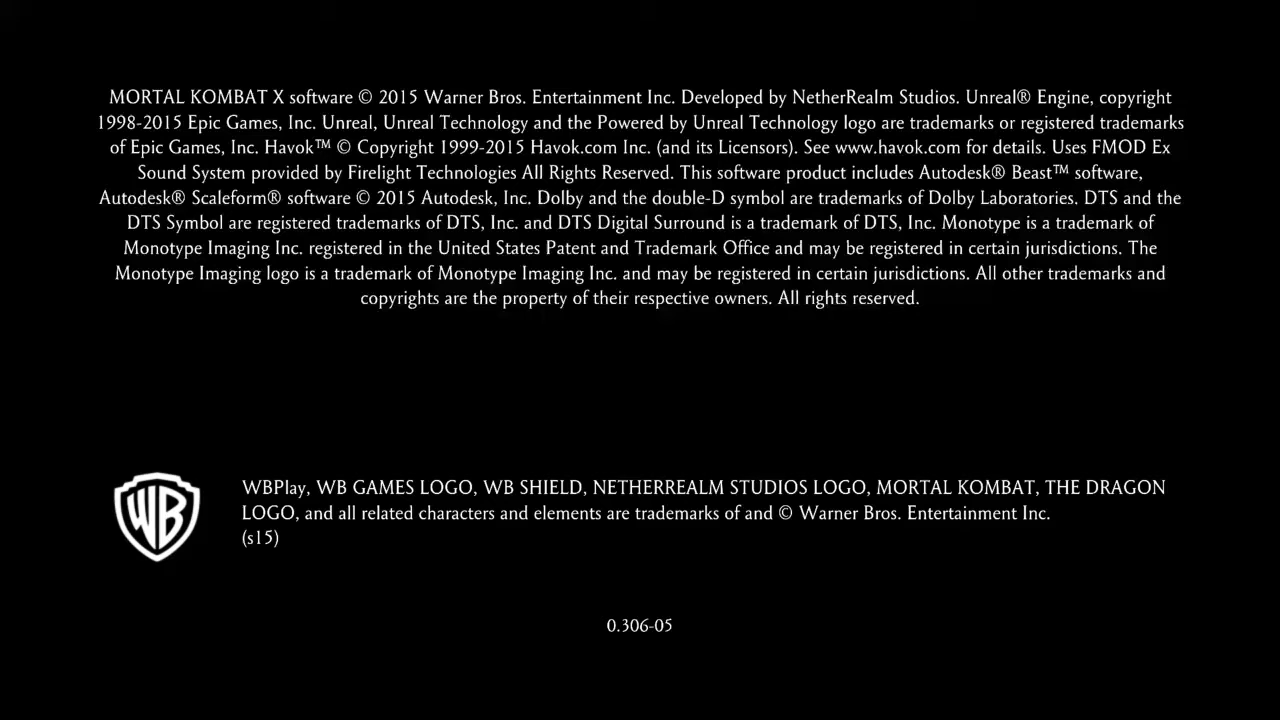 MORTAL KOMBAT X software © 2015 Warner Bros. Entertainment Inc. Developed by NetherRealm Studios. Unreal® Engine, copyright
1998-2015 Epic Games, Inc. Unreal, Unreal Technology and the Powered by Unreal Technology logo are trademarks or registered trademarks
of Epic Games, Inc. Havok™ © Copyright 1999-2015 Havok.com Inc. (and its Licensors). See www.havok.com for details. Uses FMOD Ex
Sound System provided by Firelight Technologies All Rights Reserved. This software product includes Autodesk® Beast™ software,
Autodesk® Scaleform® software © 2015 Autodesk, Inc. Dolby and the double-D symbol are trademarks of Dolby Laboratories. DTS and the
DTS Symbol are registered trademarks of DTS, Inc. and DTS Digital Surround is a trademark of DTS, Inc. Monotype is a trademark of
Monotype Imaging Inc. registered in the United States Patent and Trademark Office and may be registered in certain jurisdictions. The
Monotype Imaging logo is a trademark of Monotype Imaging Inc. and may be registered in certain jurisdictions. All other trademarks and
copyrights are the property of their respective owners. All rights reserved.
WB
WBPlay, WB GAMES LOGO, WB SHIELD, NETHERREALM STUDIOS LOGO, MORTAL KOMBAT, THE DRAGON
LOGO, and all related characters and elements are trademarks of and © Warner Bros. Entertainment Inc.
(s15)
0.306-05